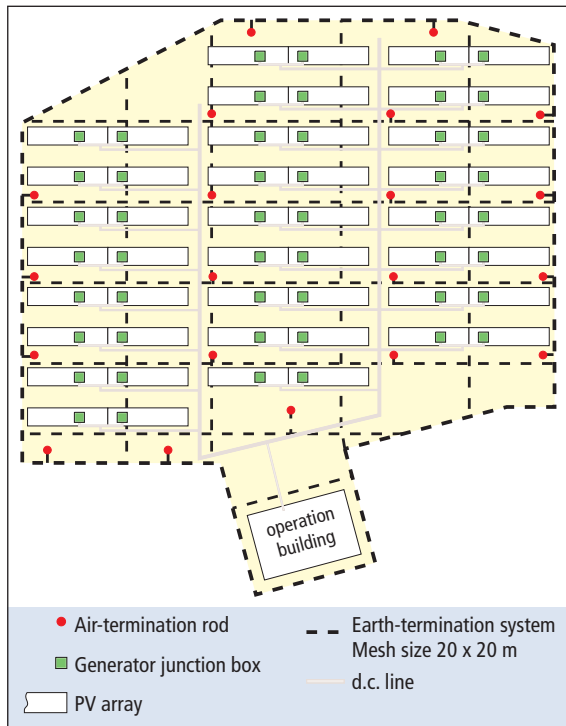 operation
building
Air-termination rod
Generator junction box
PV array
Earth-termination system
Mesh size 20 x 20 m
d.c. line